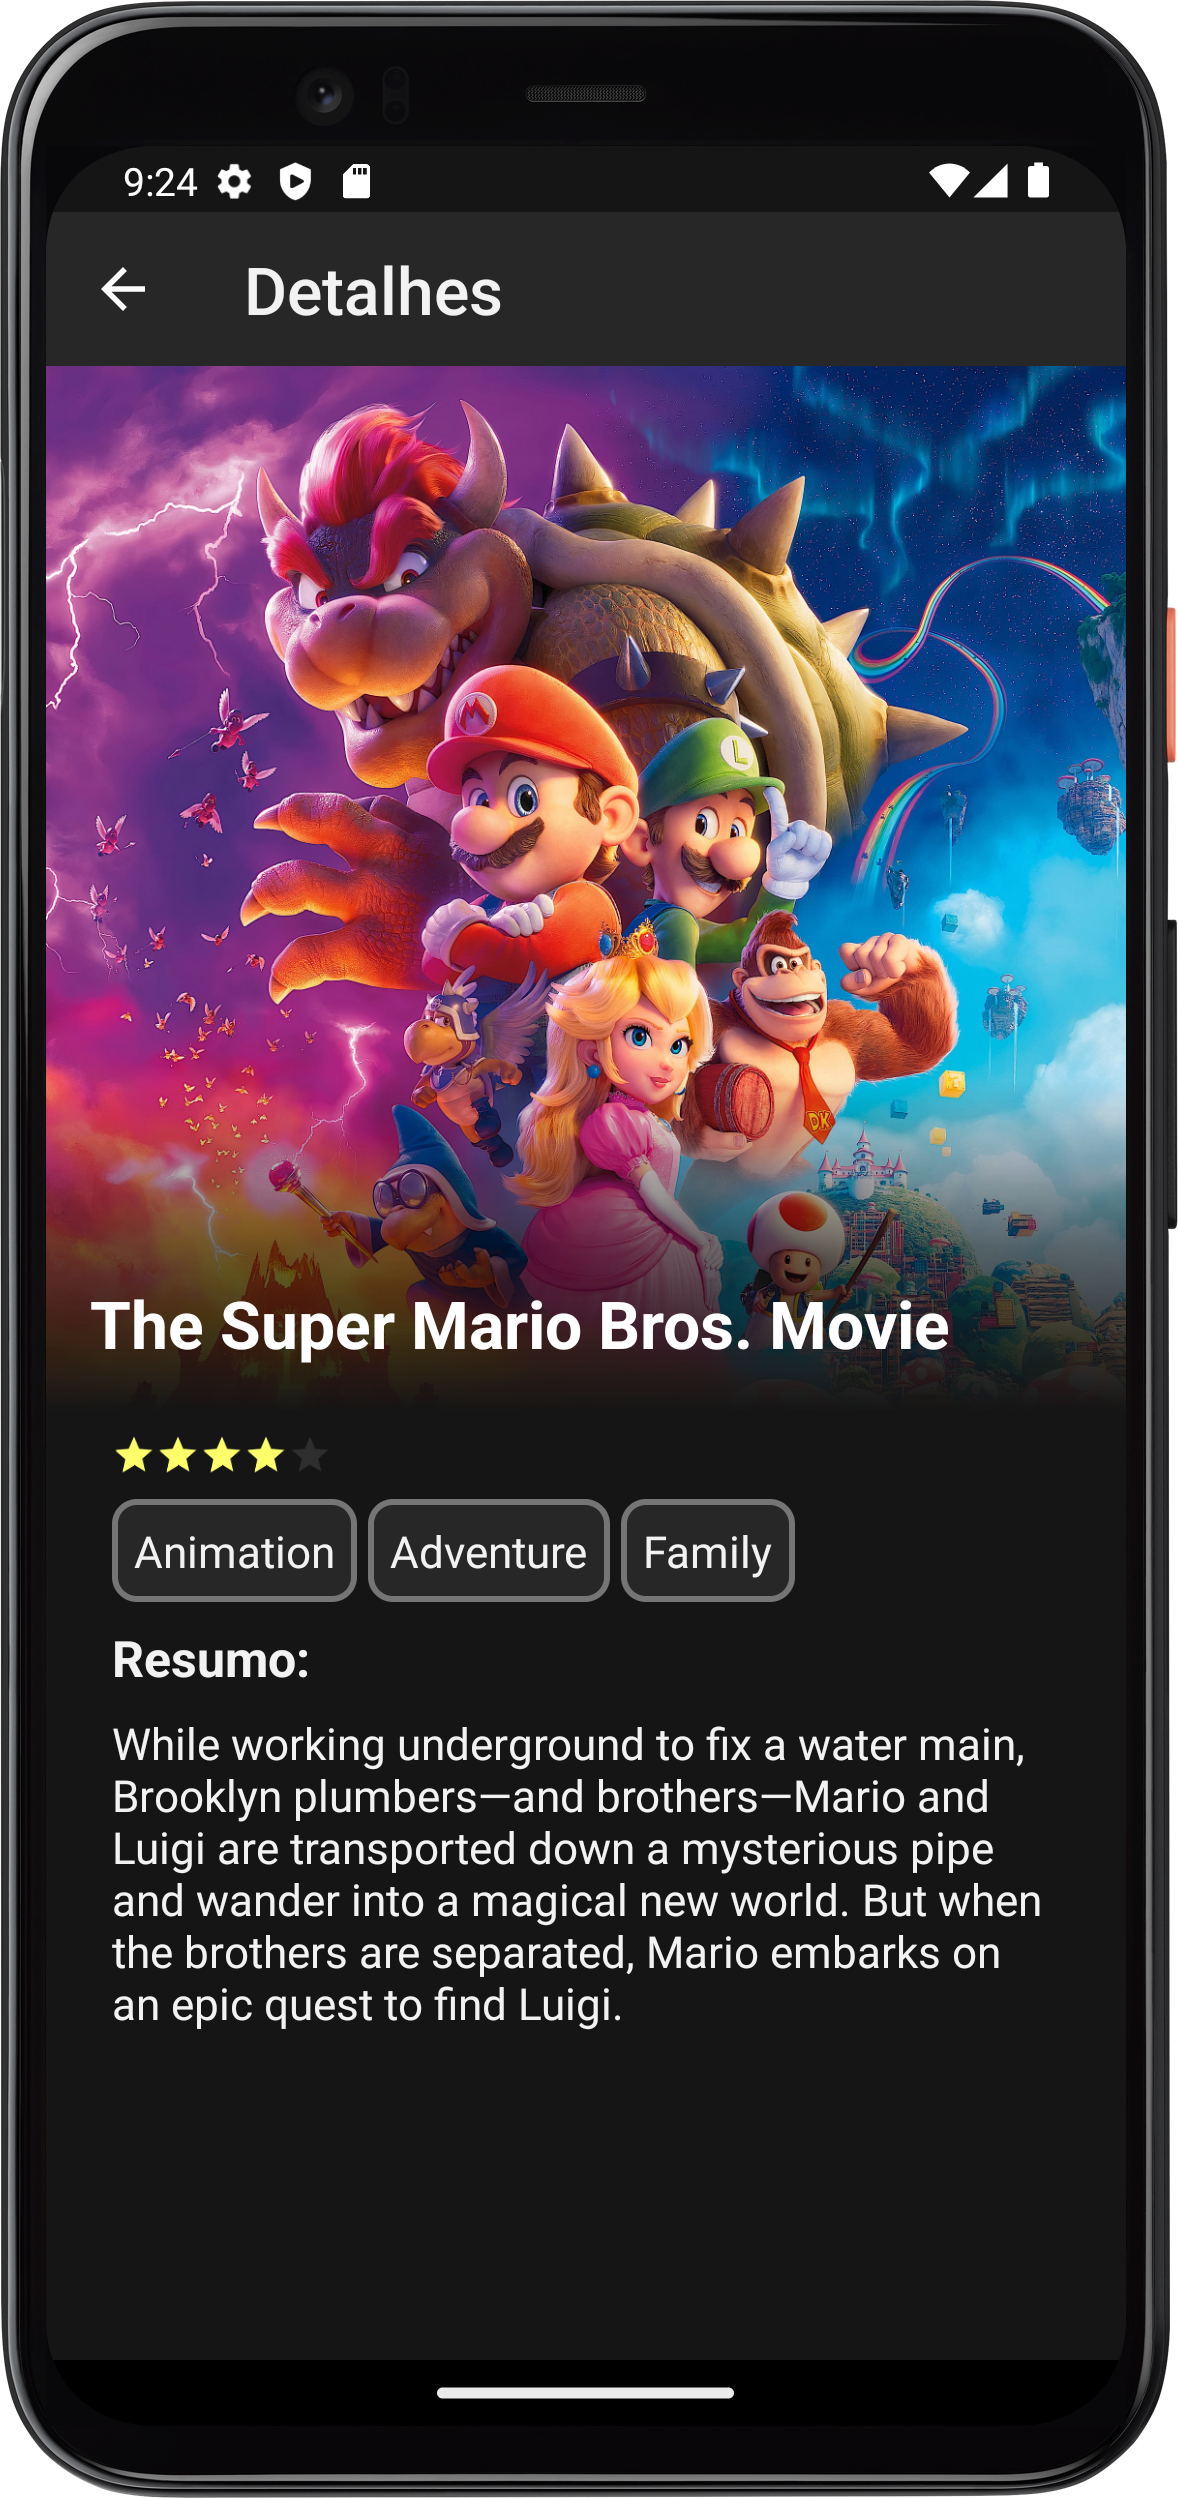 9:24
Detalhes
M
L
DK
The Super Mario Bros. Movie
Animation Adventure Family
Resumo:
While working underground to fix a water main,
Brooklyn plumbers—and brothers—Mario and
Luigi are transported down a mysterious pipe
and wander into a magical new world. But when
the brothers are separated, Mario embarks on
an epic quest to find Luigi.